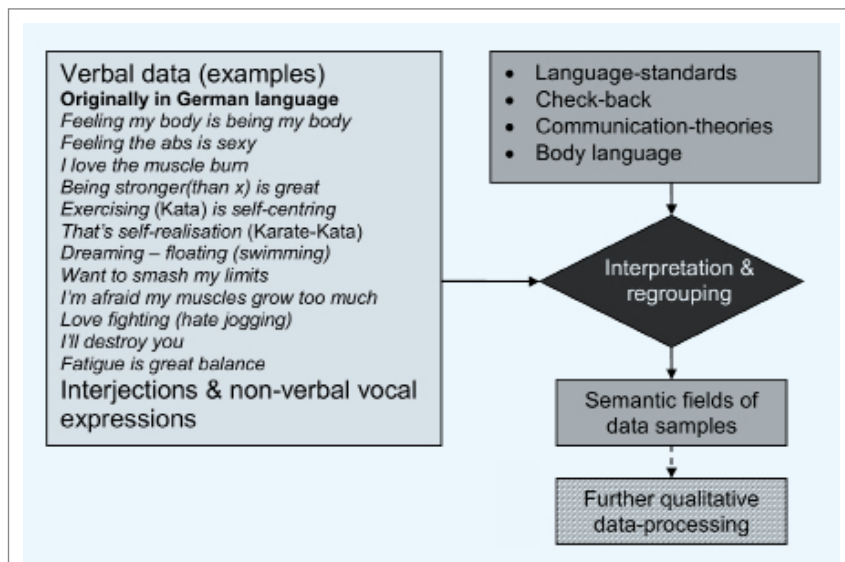 Verbal data (examples)
Originally in German language
Feeling my body is being my body
Feeling the abs is sexy
I love the muscle burn
Being stronger(than x) is great
Exercising (Kata) is self-centring
That's self-realisation (Karate-Kata)
Dreaming – floating (swimming)
Want to smash my limits
I'm afraid my muscles grow too much
Love fighting (hate jogging)
I'll destroy you
Fatigue is great balance
Interjections & non-verbal vocal
expressions
• Language-standards
• Check-back
• Communication-theories
• Body language
Interpretation &
regrouping
Semantic fields of
data samples
Further qualitative
data-processing